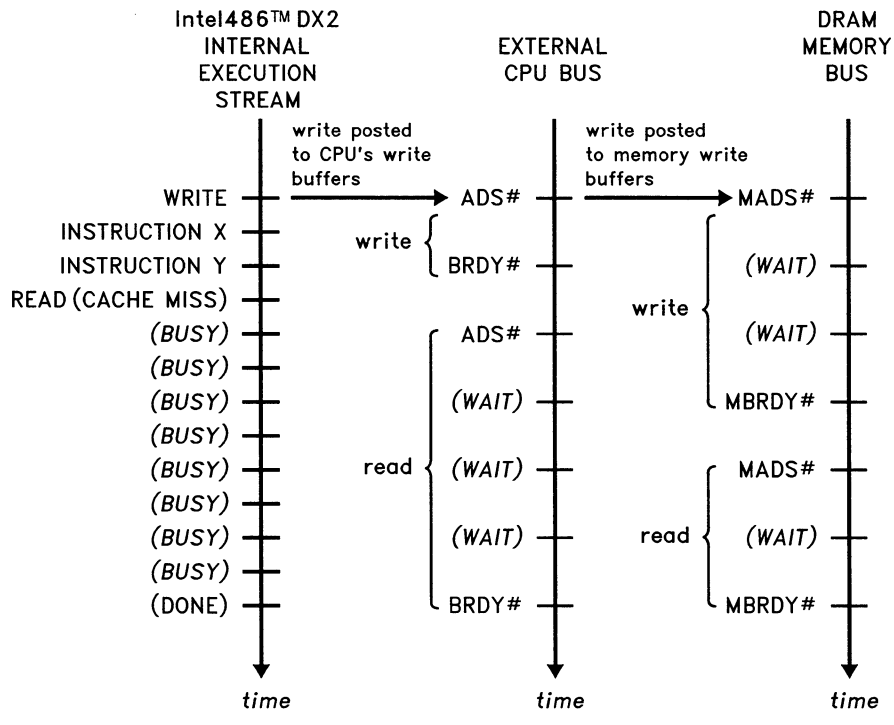 Intel486™ DX2
INTERNAL
EXECUTION
STREAM
EXTERNAL
CPU BUS
DRAM
MEMORY
BUS
write posted
to CPU's write
buffers
write posted
to memory write
buffers
WRITE
ADS#
MADS#
INSTRUCTION X
write
INSTRUCTION Y
BRDY#
(WAIT)
READ (CACHE MISS)
write
(BUSY)
ADS#
(WAIT)
(BUSY)
(BUSY)
(WAIT)
MBRDY#
(BUSY)
(BUSY)
read
(WAIT)
MADS#
(BUSY)
(BUSY)
(WAIT)
read
(WAIT)
(BUSY)
(DONE)
BRDY#
MBRDY#
time
time
time